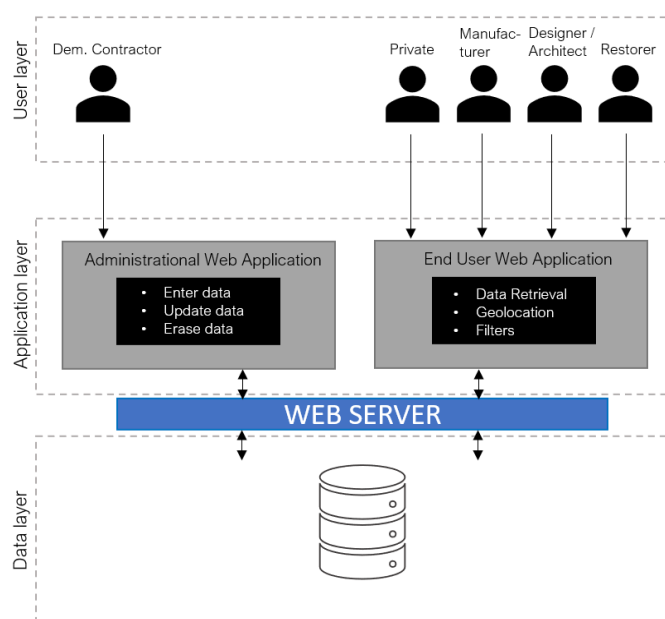 User layer
Dem. Contractor
Private
Manufac-
turer
Designer /
Architect
Restorer
Application layer
Administrational Web Application
• Enter data
• Update data
• Erase data
End User Web Application
• Data Retrieval
• Geolocation
• Filters
WEB SERVER
Data layer